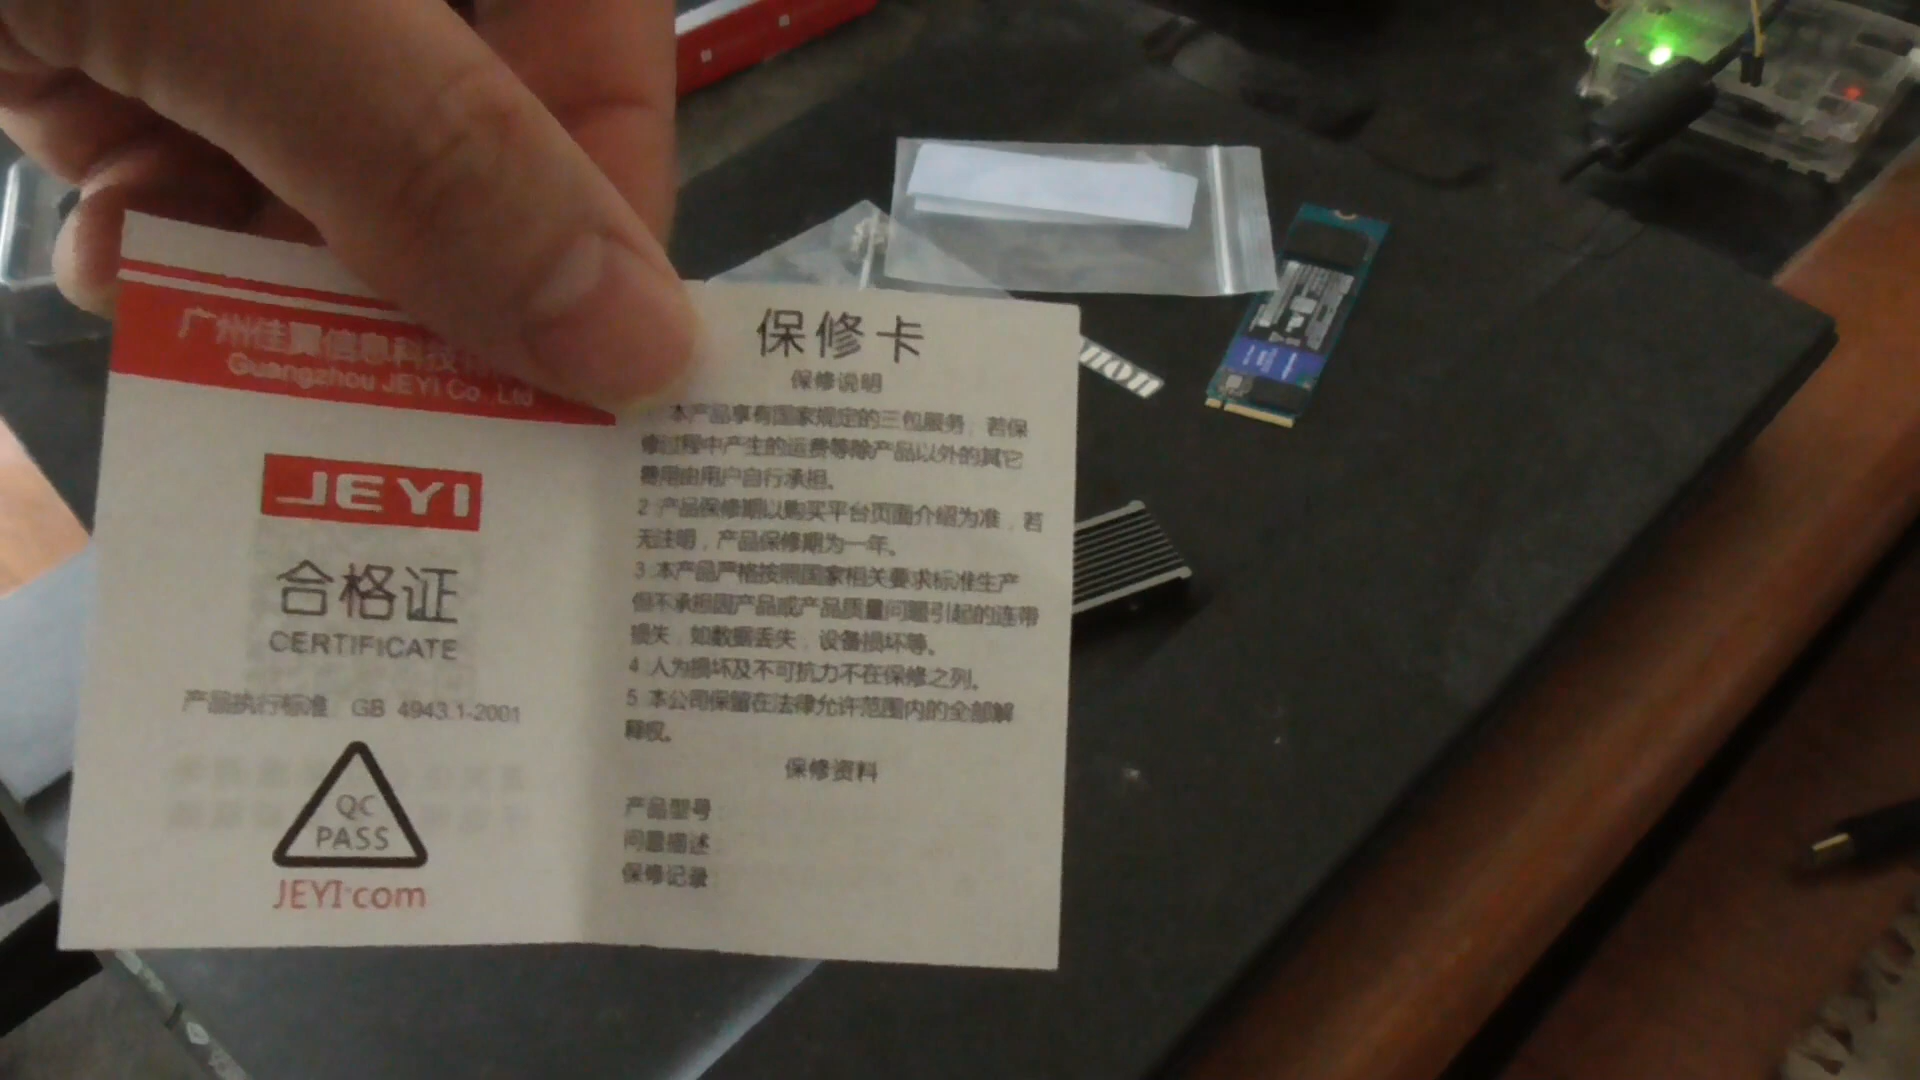 广州佳翼信息科技
Guangzhou JEYI Co.,Ltd
JEYI
合格证
CERTIFICATE
产品执行标准 GB 4943.1-2001
QC
PASS
JEYI·com
保修卡
保修说明
1.本产品享有国家规定的三包服务,若保
修过程中产生的运费等除产品以外的其它
费用由用户自行承担。
2.产品保修期以购买平台页面介绍为准,若
无注明,产品保修期为一年。
3.本产品严格按照国家相关要求标准生产
但不承担因产品或产品质量问题引起的连带
损失,如数据丢失,设备损坏等。
4.人为损坏及不可抗力不在保修之列。
5.本公司保留在法律允许范围内的全部解
释权。
保修资料
产品型号:
问题描述:
保修记录: